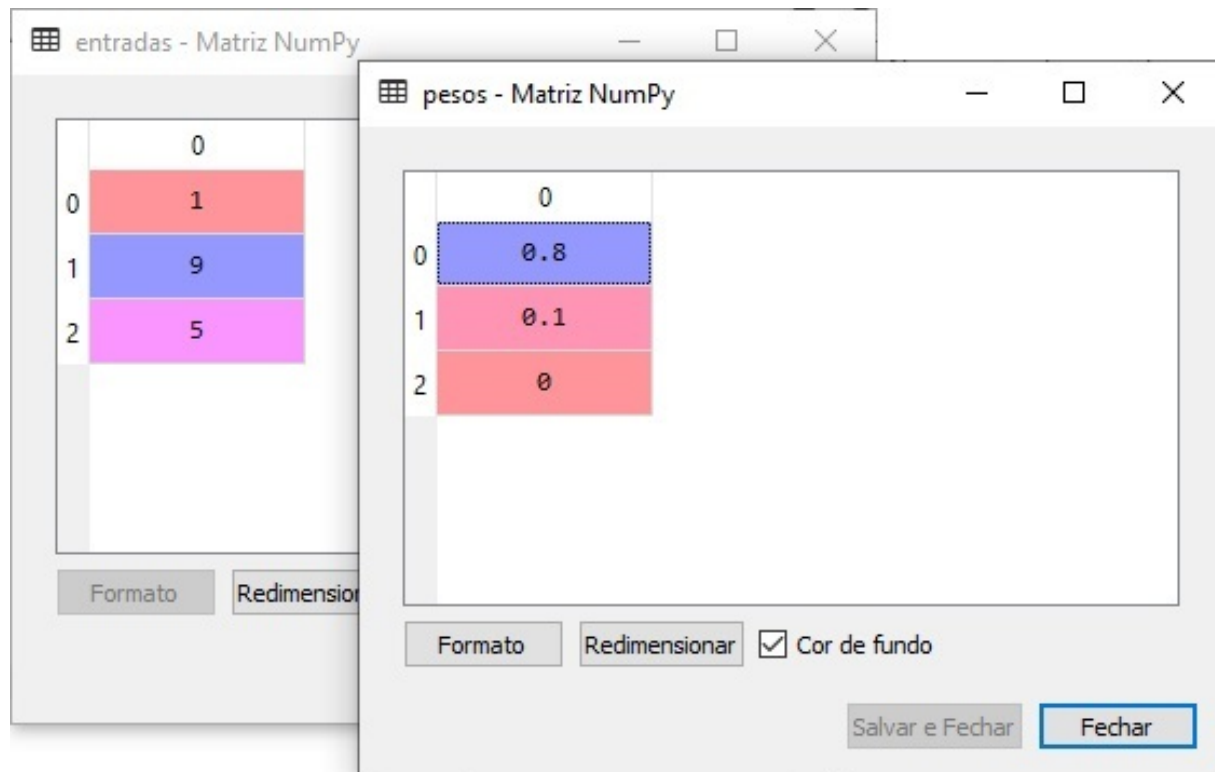 entradas - Matriz NumPy
0
0 1
1 9
2 5
Formato
pesos - Matriz NumPy
0
0 0.8
1 0.1
2 0
Formato Redimensionar Cor de fundo
Salvar e Fechar Fechar